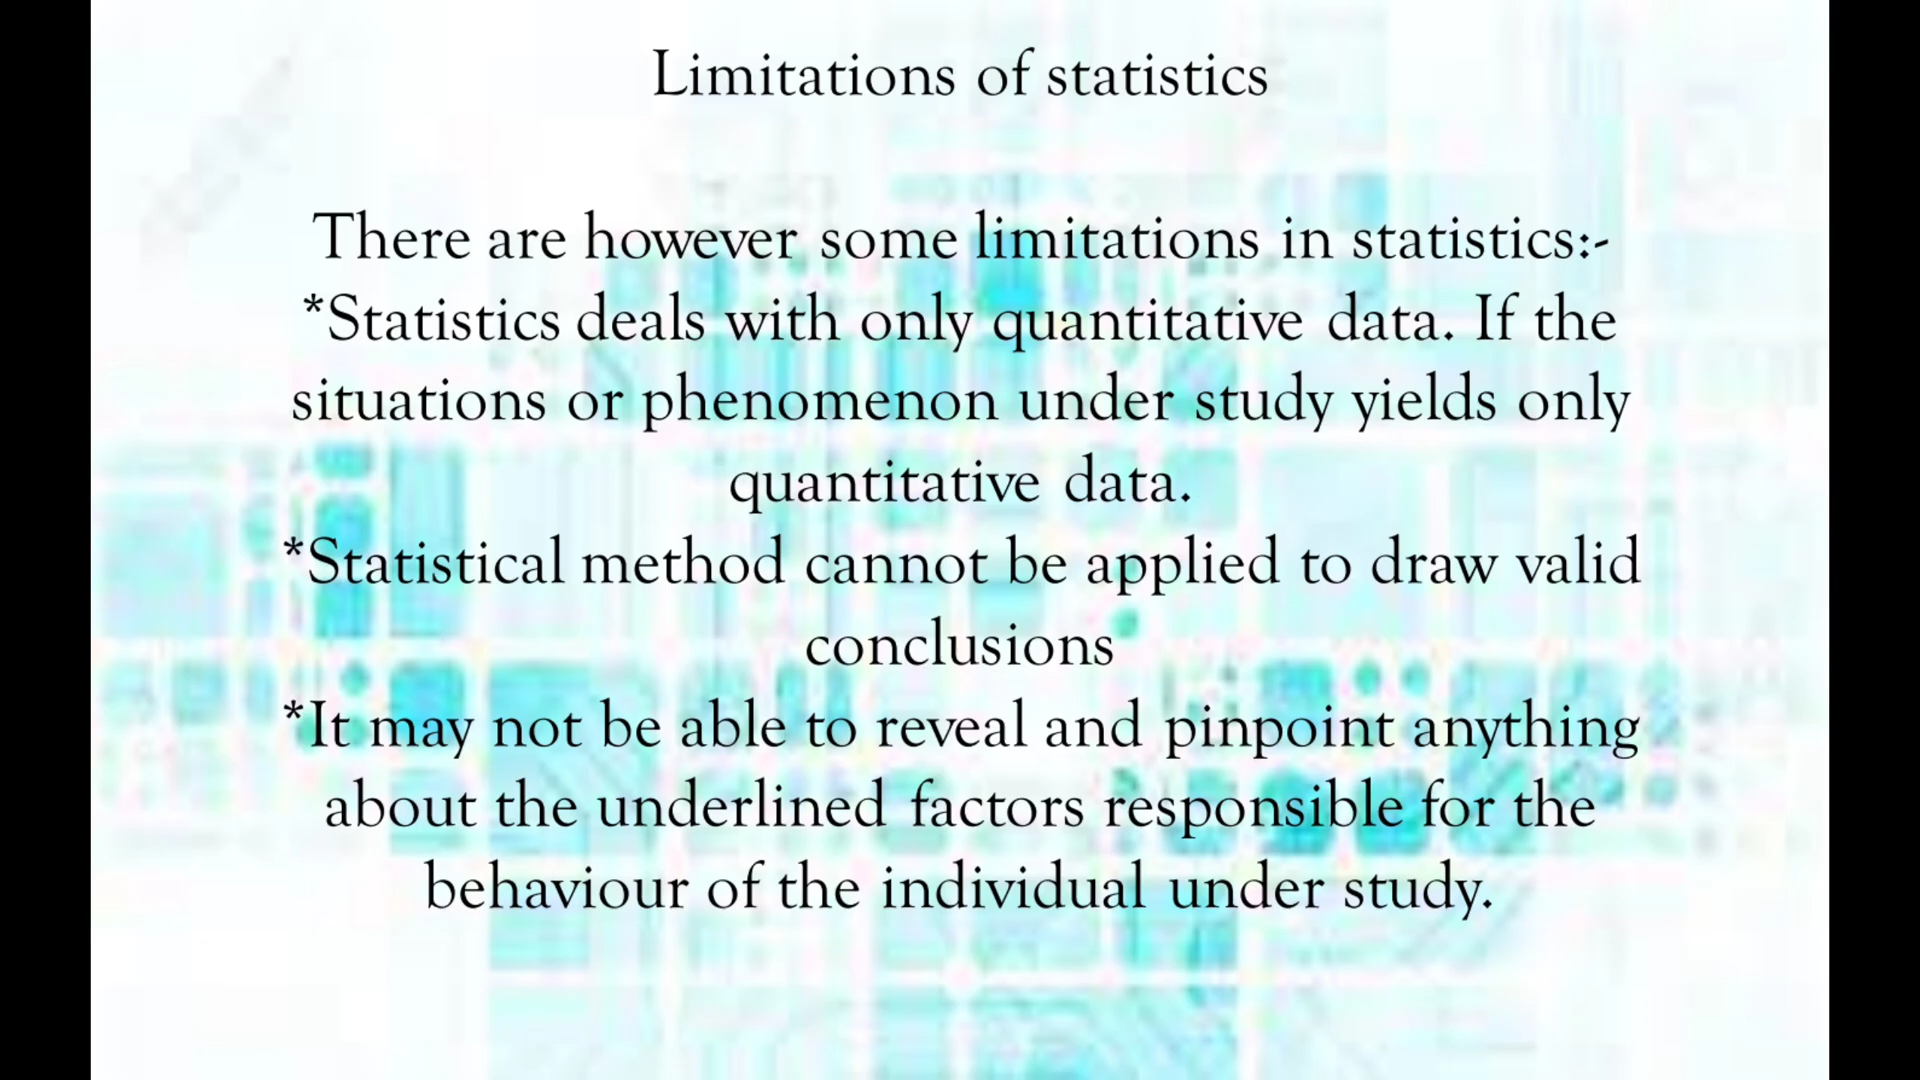 Limitations of statistics
There are however some limitations in statistics:-
*Statistics deals with only quantitative data. If the
situations or phenomenon under study yields only
quantitative data.
*Statistical method cannot be applied to draw valid
conclusions
*It may not be able to reveal and pinpoint anything
about the underlined factors responsible for the
behaviour of the individual under study.